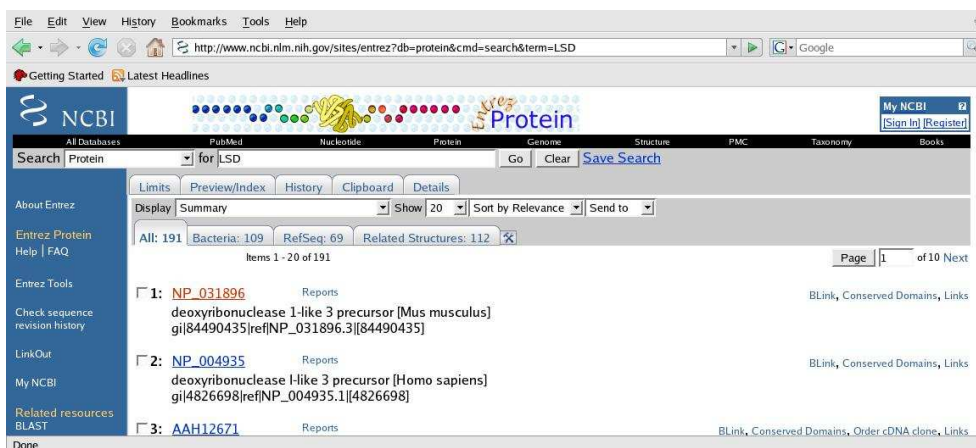 File Edit View History Bookmarks Tools Help
http://www.ncbi.nlm.nih.gov/sites/entrez?db=protein&cmd=search&term=LSD
G Google
Getting Started Latest Headlines
NCBI
Entrez Protein
My NCBI
[Sign In] [Register]
All Databases PubMed Nucleotide Protein Genome Structure PMC Taxonomy Books
Search Protein for LSD Go Clear Save Search
Limits Preview/Index History Clipboard Details
Display Summary Show 20 Sort by Relevance Send to
All: 191 Bacteria: 109 RefSeq: 69 Related Structures: 112
Items 1 - 20 of 191 Page 1 of 10 Next
About Entrez
Entrez Protein
Help | FAQ
Entrez Tools
Check sequence
revision history
LinkOut
My NCBI
Related resources
BLAST
1: NP_031896 Reports BLink, Conserved Domains, Links
deoxyribonuclease 1-like 3 precursor [Mus musculus]
gi|84490435|ref|NP_031896.3|[84490435]
2: NP_004935 Reports BLink, Conserved Domains, Links
deoxyribonuclease I-like 3 precursor [Homo sapiens]
gi|4826698|ref|NP_004935.1|[4826698]
3: AAH12671 Reports BLink, Conserved Domains, Order cDNA clone, Links
Done